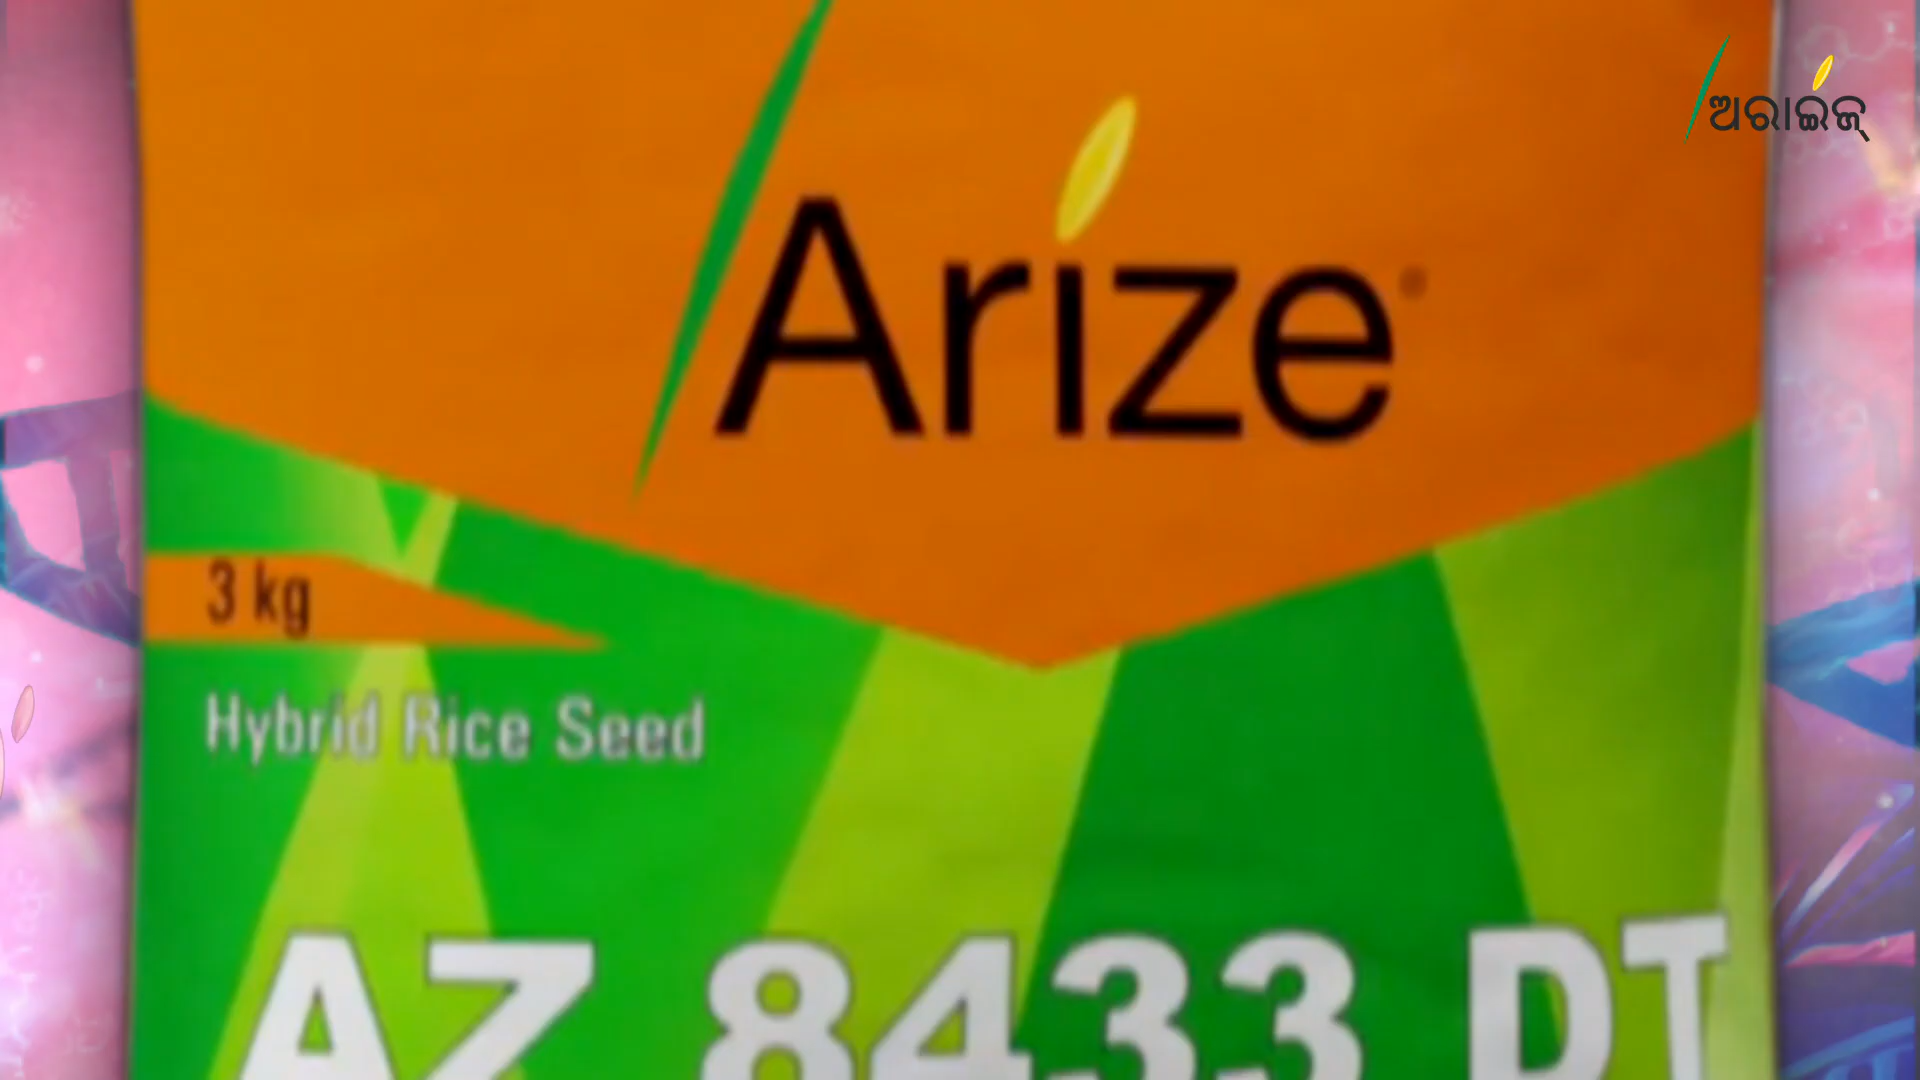 ଅରାଇଜ୍
Arize
3 kg
Hybrid Rice Seed
AZ 8433 DT